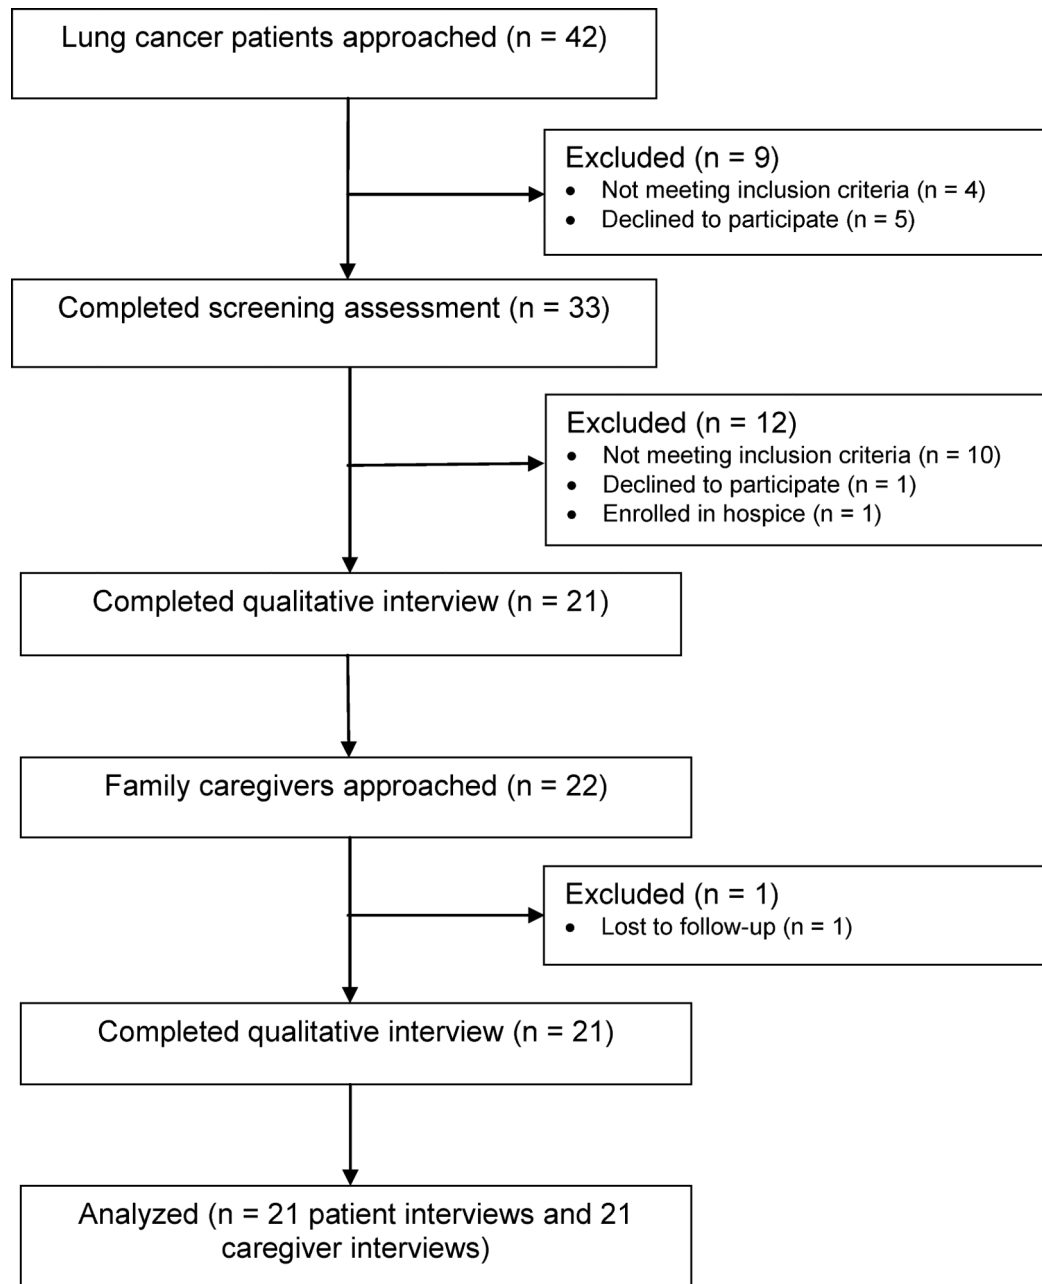 Lung cancer patients approached (n = 42)
Excluded (n = 9)
• Not meeting inclusion criteria (n = 4)
• Declined to participate (n = 5)
Completed screening assessment (n = 33)
Excluded (n = 12)
• Not meeting inclusion criteria (n = 10)
• Declined to participate (n = 1)
• Enrolled in hospice (n = 1)
Completed qualitative interview (n = 21)
Family caregivers approached (n = 22)
Excluded (n = 1)
• Lost to follow-up (n = 1)
Completed qualitative interview (n = 21)
Analyzed (n = 21 patient interviews and 21
caregiver interviews)